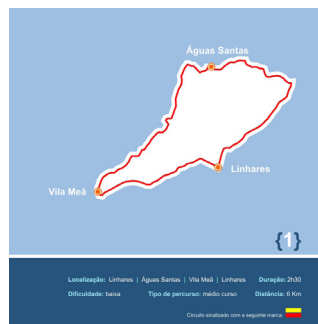 Águas Santas
Linhares
Vila Meã
{1}
Localização: Linhares | Águas Santas | Vila Meã | Linhares Duração: 2h30
Dificuldade: baixa Tipo de percurso: médio curso Distância: 6 Km
Circuito sinalizado com a seguinte marca: